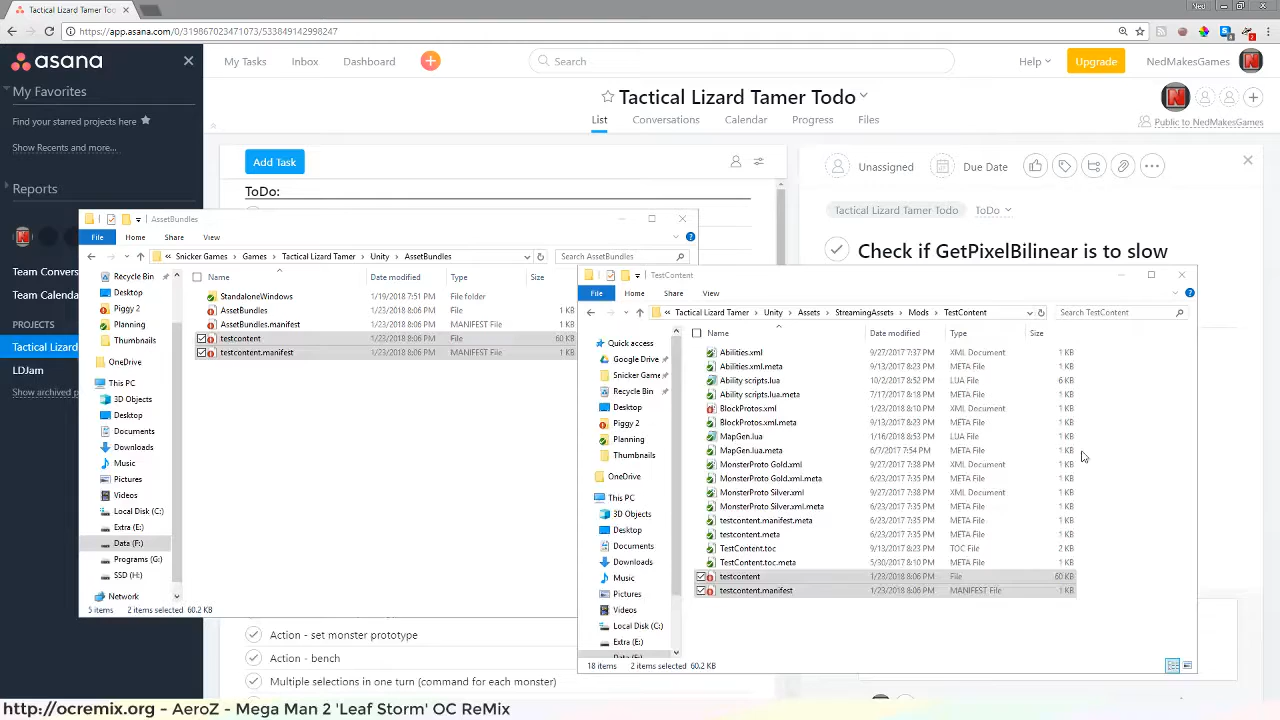 Tactical Lizard Tamer Too
Ned
https://app.asana.com/0/319867023471073/533849142998247
asana
My Tasks
Inbox
Dashboard
Search
Help
Upgrade
NedMakesGames
My Favorites
Find your starred projects here
Show Recents and more...
Reports
Team Convers
Team Calenda
PROJECTS
Tactical Lizard
LDJam
Show archived p
Tactical Lizard Tamer Todo
List
Conversations
Calendar
Progress
Files
Public to NedMakesGames
Add Task
ToDo:
Unassigned
Due Date
Tactical Lizard Tamer Todo
ToDo
Check if GetPixelBilinear is to slow
AssetBundles
File
Home
Share
View
« Snicker Games > Games > Tactical Lizard Tamer > Unity > AssetBundles
Search AssetBundles
Recycle Bin
Desktop
Piggy 2
Planning
Thumbnails
OneDrive
This PC
3D Objects
Desktop
Documents
Downloads
Music
Pictures
Videos
Local Disk (C:)
Extra (E:)
Data (F:)
Programs (G:)
SSD (H:)
Network
Name Date modified Type Size
StandaloneWindows 1/19/2018 7:51 PM File folder
AssetBundles 1/23/2018 8:06 PM File 1 KB
AssetBundles.manifest 1/23/2018 8:06 PM MANIFEST File 1 KB
testcontent 1/23/2018 8:06 PM File 60 KB
testcontent.manifest 1/23/2018 8:06 PM MANIFEST File 1 KB
5 items 2 items selected 60.2 KB
TestContent
File
Home
Share
View
« Tactical Lizard Tamer > Unity > Assets > StreamingAssets > Mods > TestContent
Search TestContent
Quick access
Google Drive
Snicker Game
Recycle Bin
Desktop
Piggy 2
Planning
Thumbnails
OneDrive
This PC
3D Objects
Desktop
Documents
Downloads
Music
Pictures
Videos
Local Disk (C:)
Extra (E:)
Data (F:)
Name Date modified Type Size
Abilities.xml 9/27/2017 7:37 PM XML Document 1 KB
Abilities.xml.meta 9/13/2017 8:23 PM META File 1 KB
Ability scripts.lua 10/2/2017 8:52 PM LUA File 6 KB
Ability scripts.lua.meta 7/17/2017 8:18 PM META File 1 KB
BlockProtos.xml 1/23/2018 8:10 PM XML Document 1 KB
BlockProtos.xml.meta 9/13/2017 8:23 PM META File 1 KB
MapGen.lua 1/16/2018 8:53 PM LUA File 1 KB
MapGen.lua.meta 6/7/2017 7:54 PM META File 1 KB
MonsterProto Gold.xml 9/27/2017 7:38 PM XML Document 1 KB
MonsterProto Gold.xml.meta 6/23/2017 7:35 PM META File 1 KB
MonsterProto Silver.xml 9/27/2017 7:38 PM XML Document 1 KB
MonsterProto Silver.xml.meta 6/23/2017 7:35 PM META File 1 KB
testcontent.manifest.meta 6/23/2017 7:35 PM META File 1 KB
testcontent.meta 6/23/2017 7:35 PM META File 1 KB
TestContent.toc 9/13/2017 8:23 PM TOC File 2 KB
TestContent.toc.meta 5/30/2017 8:10 PM META File 1 KB
testcontent 1/23/2018 8:06 PM File 60 KB
testcontent.manifest 1/23/2018 8:06 PM MANIFEST File 1 KB
18 items 2 items selected 60.2 KB
Action - set monster prototype
Action - bench
Multiple selections in one turn (command for each monster)
http://ocremix.org - AeroZ - Mega Man 2 'Leaf Storm' OC ReMix